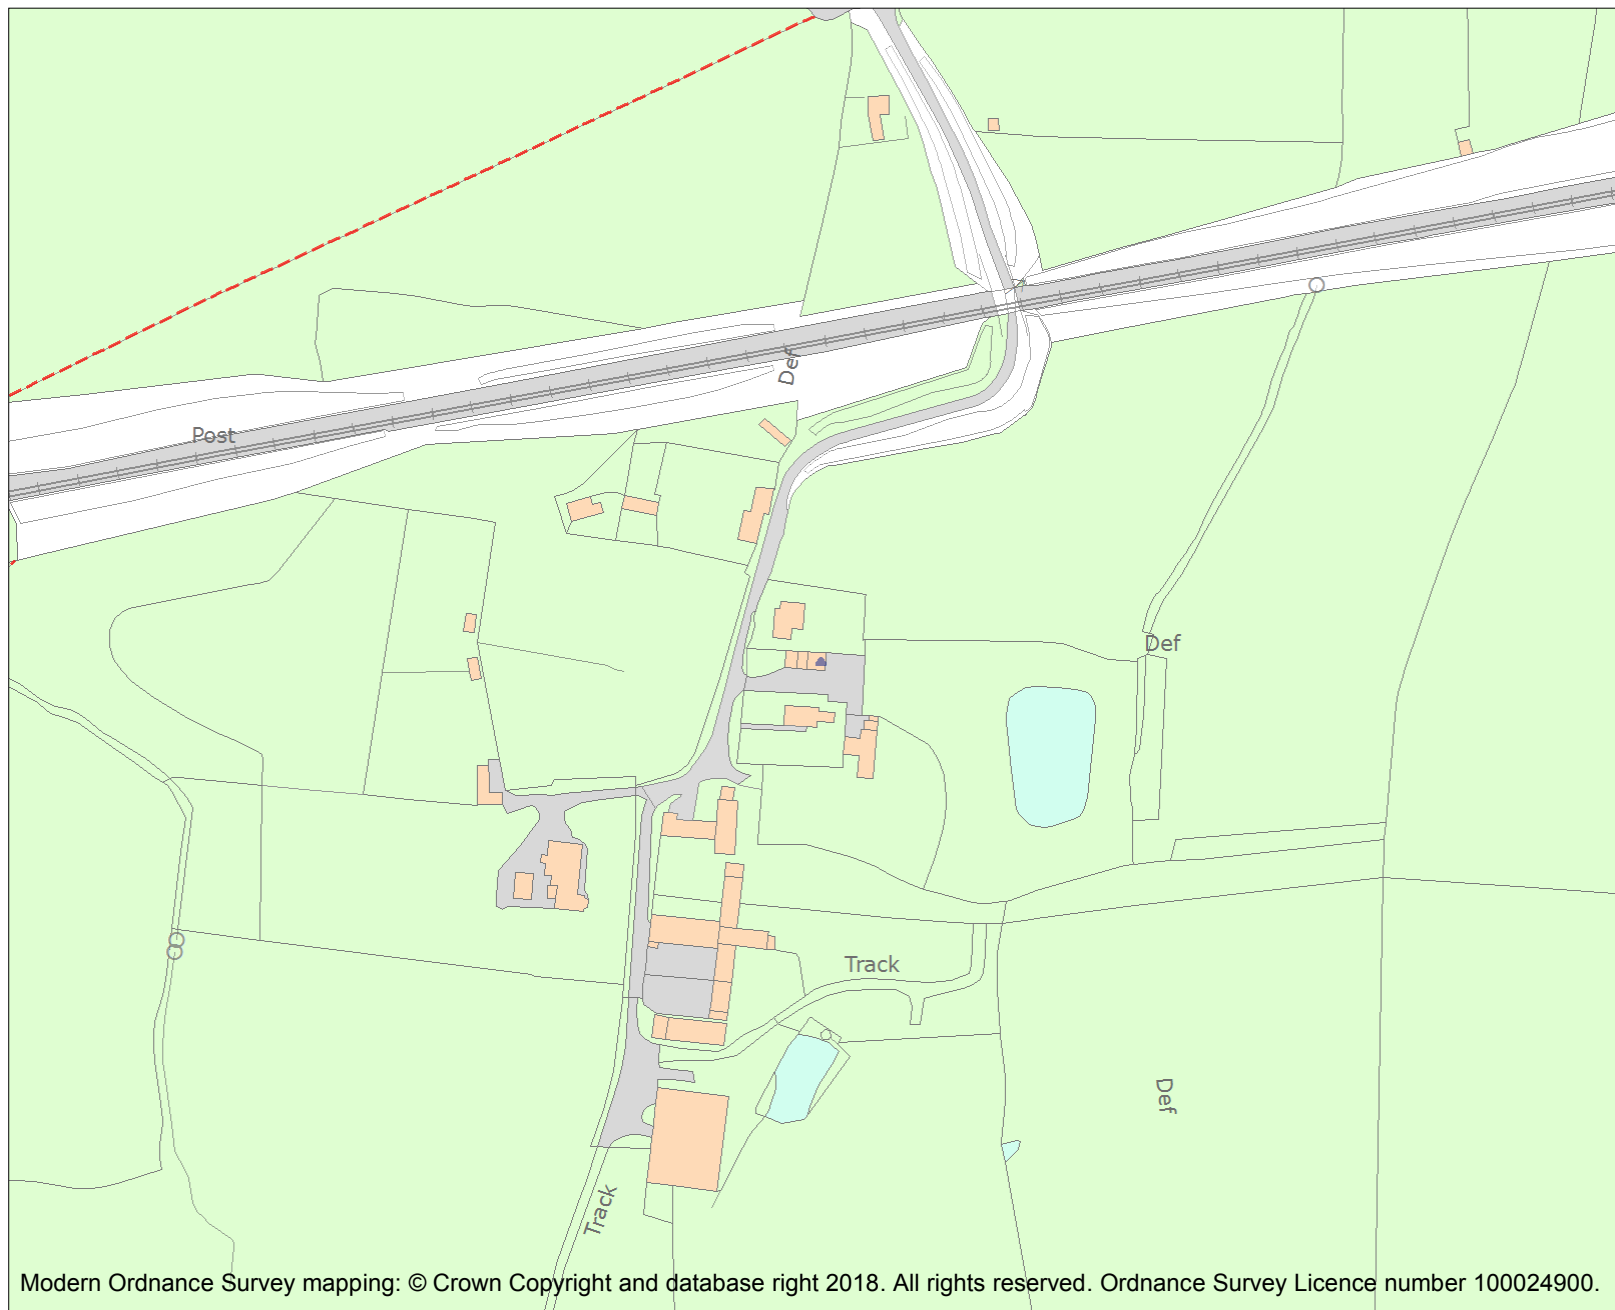 Def
Post
Def
Track
Def
Track
Modern Ordnance Survey mapping: © Crown Copyright and database right 2018. All rights reserved. Ordnance Survey Licence number 100024900.